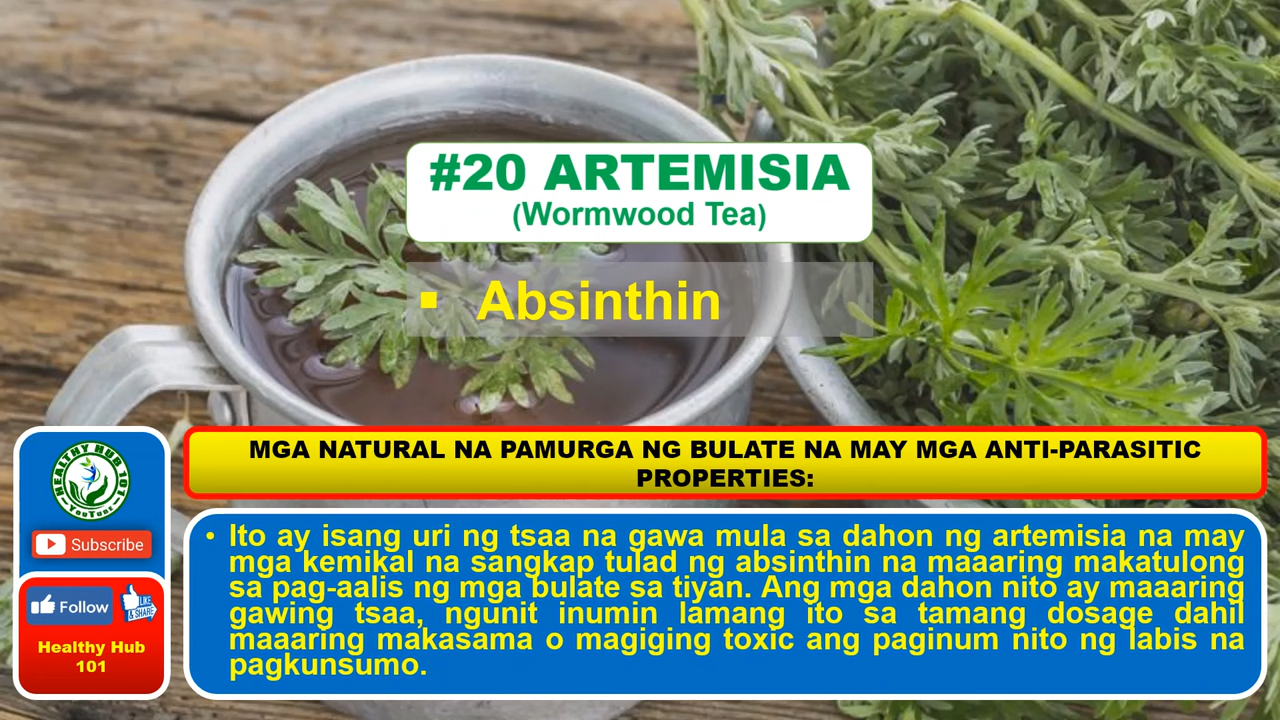 #20 ARTEMISIA
(Wormwood Tea)
▪ Absinthin
MGA NATURAL NA PAMURGA NG BULATE NA MAY MGA ANTI-PARASITIC
PROPERTIES:
HEALTHY HUB 101
YouTube
Subscribe
Follow
LIKE
& SHARE
Healthy Hub
101
• Ito ay isang uri ng tsaa na gawa mula sa dahon ng artemisia na may
mga kemikal na sangkap tulad ng absinthin na maaaring makatulong
sa pag-aalis ng mga bulate sa tiyan. Ang mga dahon nito ay maaaring
gawing tsaa, ngunit inumin lamang ito sa tamang dosage dahil
maaaring makasama o magiging toxic ang paginum nito ng labis na
pagkunsumo.